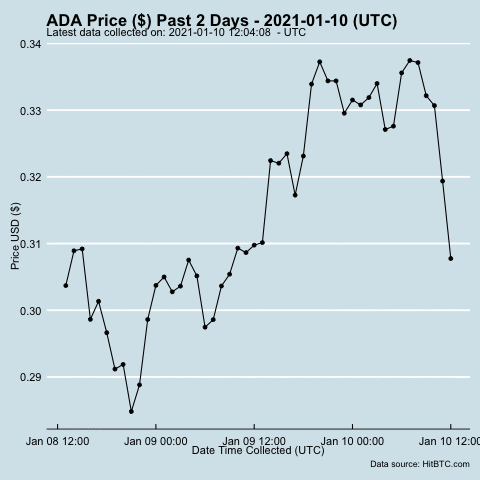 ADA Price ($) Past 2 Days - 2021-01-10 (UTC)
Latest data collected on: 2021-01-10 12:04:08  - UTC
0.34
0.33
0.32
0.31
0.30
0.29
Price USD ($)
Jan 08 12:00
Jan 09 00:00
Jan 09 12:00
Jan 10 00:00
Jan 10 12:00
Date Time Collected (UTC)
Data source: HitBTC.com